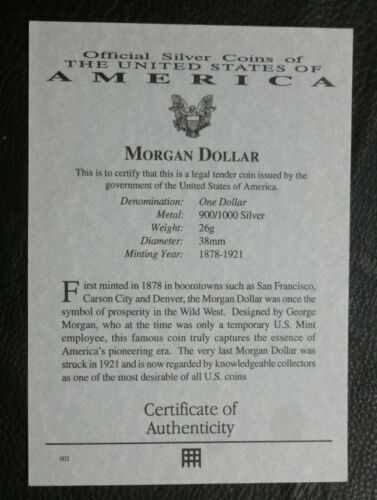 Official Silver Coins of
THE UNITED STATES OF
AMERICA
MORGAN DOLLAR
This is to certify that this is a legal tender coin issued by the
government of the United States of America.
Denomination: One Dollar
Metal: 900/1000 Silver
Weight: 26g
Diameter: 38mm
Minting Year: 1878-1921
First minted in 1878 in boomtowns such as San Francisco,
Carson City and Denver, the Morgan Dollar was once the
symbol of prosperity in the Wild West. Designed by George
Morgan, who at the time was only a temporary U.S. Mint
employee, this famous coin truly captures the essence of
America's pioneering era. The very last Morgan Dollar was
struck in 1921 and is now regarded by knowledgeable collectors
as one of the most desirable of all U.S. coins
Certificate of
Authenticity
002